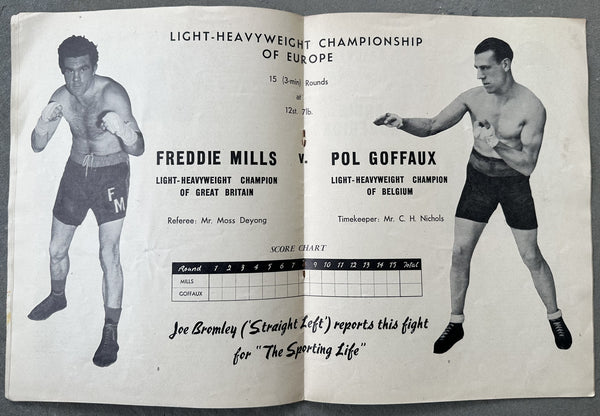 LIGHT-HEAVYWEIGHT CHAMPIONSHIP
OF EUROPE
15 (3-min) Rounds
at
12st. 7lb.
FREDDIE MILLS v. POL GOFFAUX
LIGHT-HEAVYWEIGHT CHAMPION
OF GREAT BRITAIN
LIGHT-HEAVYWEIGHT CHAMPION
OF BELGIUM
Referee: Mr. Moss Deyong
Timekeeper: Mr. C. H. Nichols
F
M
SCORE CHART
Round 1 2 3 4 5 6 7 8 9 10 11 12 13 14 15 Total
MILLS
GOFFAUX
Joe Bromley ('Straight Left') reports this fight
for "The Sporting Life"